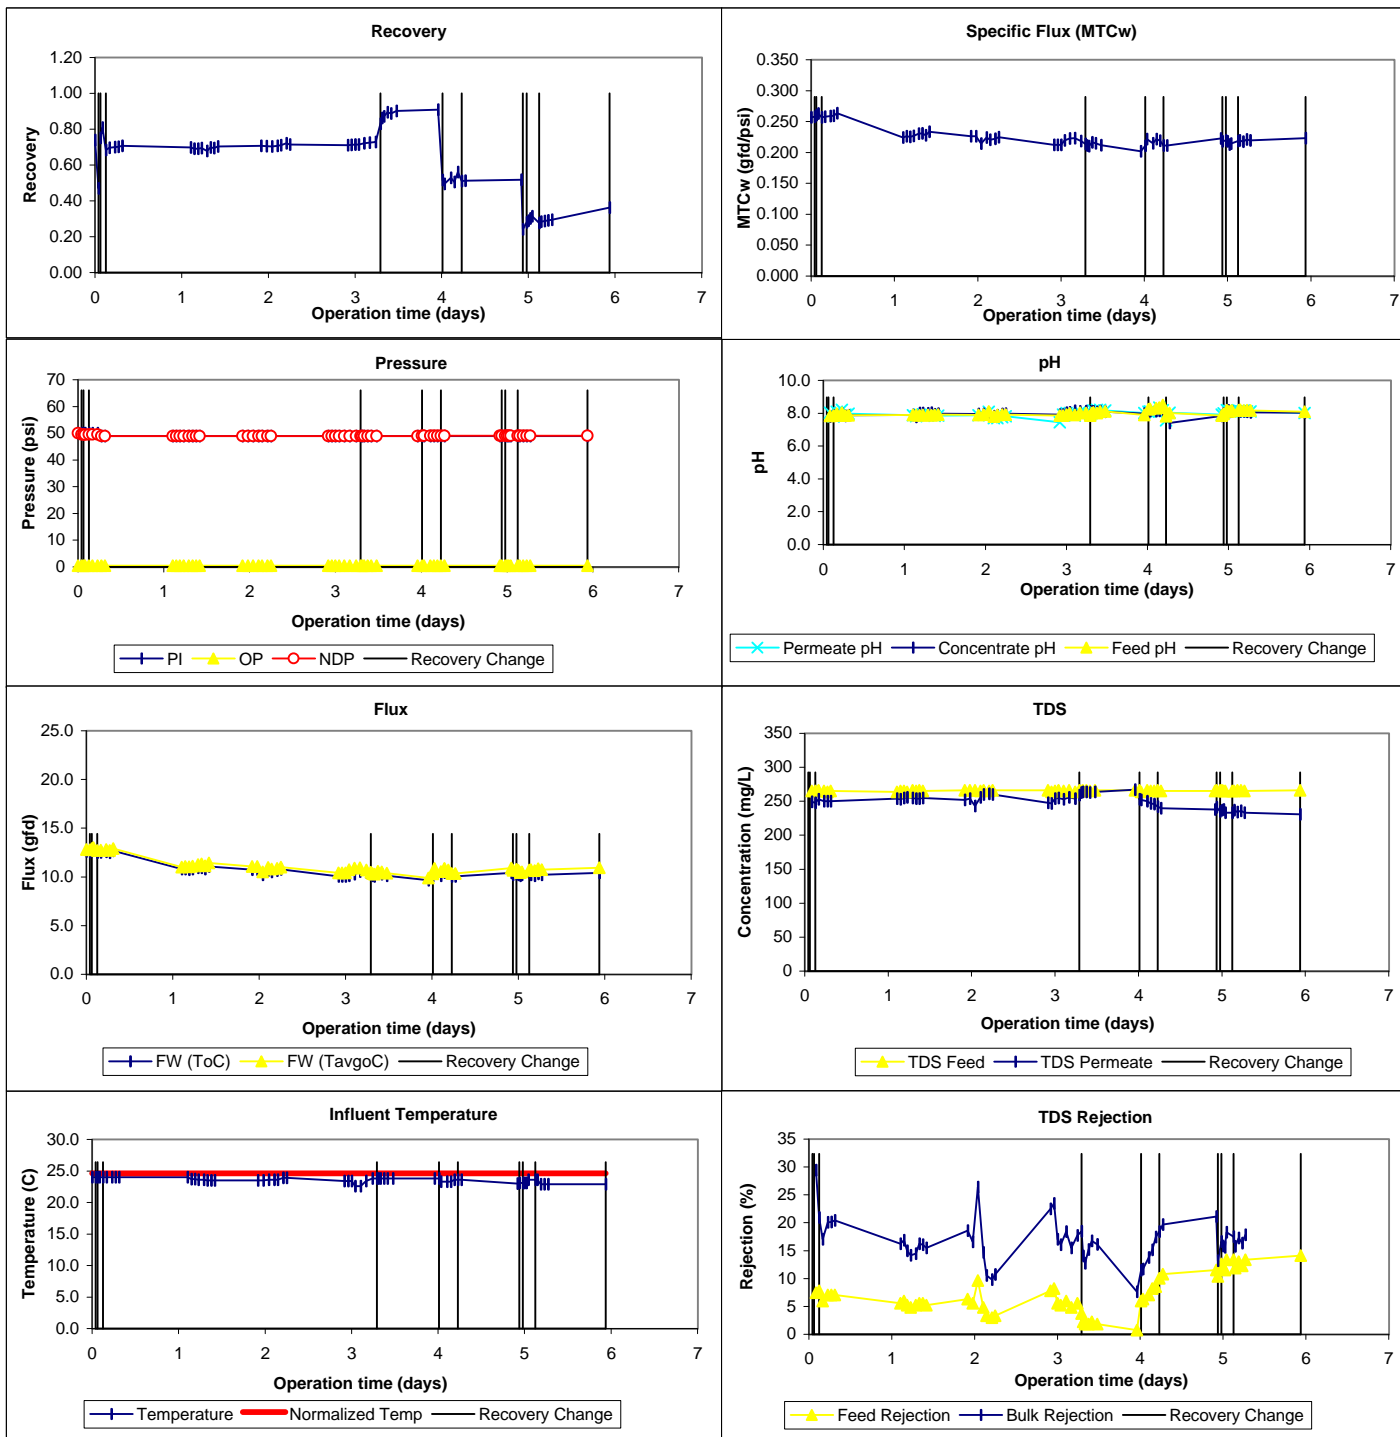 Recovery
1.20
1.00
0.80
0.60
0.40
0.20
0.00
Recovery
0 1 2 3 4 5 6 7
Operation time (days)
Specific Flux (MTCw)
0.350
0.300
0.250
0.200
0.150
0.100
0.050
0.000
MTCw (gfd/psi)
0 1 2 3 4 5 6 7
Operation time (days)
Pressure
70
60
50
40
30
20
10
0
Pressure (psi)
0 1 2 3 4 5 6 7
Operation time (days)
PI OP NDP Recovery Change
pH
10.0
8.0
6.0
4.0
2.0
0.0
pH
0 1 2 3 4 5 6 7
Operation time (days)
Permeate pH Concentrate pH Feed pH Recovery Change
Flux
25.0
20.0
15.0
10.0
5.0
0.0
Flux (gfd)
0 1 2 3 4 5 6 7
Operation time (days)
FW (ToC) FW (TavgoC) Recovery Change
TDS
350
300
250
200
150
100
50
0
Concentration (mg/L)
0 1 2 3 4 5 6 7
Operation time (days)
TDS Feed TDS Permeate Recovery Change
Influent Temperature
30.0
25.0
20.0
15.0
10.0
5.0
0.0
Temperature (C)
0 1 2 3 4 5 6 7
Operation time (days)
Temperature Normalized Temp Recovery Change
TDS Rejection
35
30
25
20
15
10
5
0
Rejection (%)
0 1 2 3 4 5 6 7
Operation time (days)
Feed Rejection Bulk Rejection Recovery Change